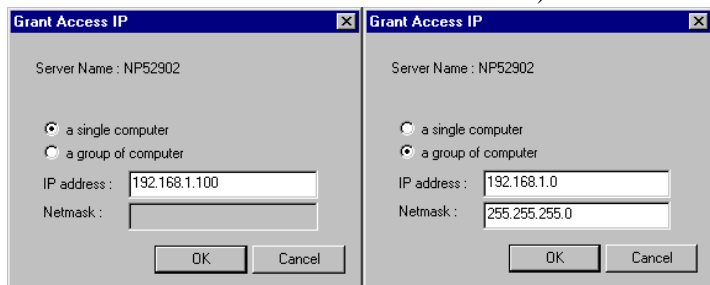 Grant Access IP
Server Name : NP52902
a single computer
a group of computer
IP address : 192.168.1.100
Netmask :
OK Cancel
Grant Access IP
Server Name : NP52902
a single computer
a group of computer
IP address : 192.168.1.0
Netmask : 255.255.255.0
OK Cancel